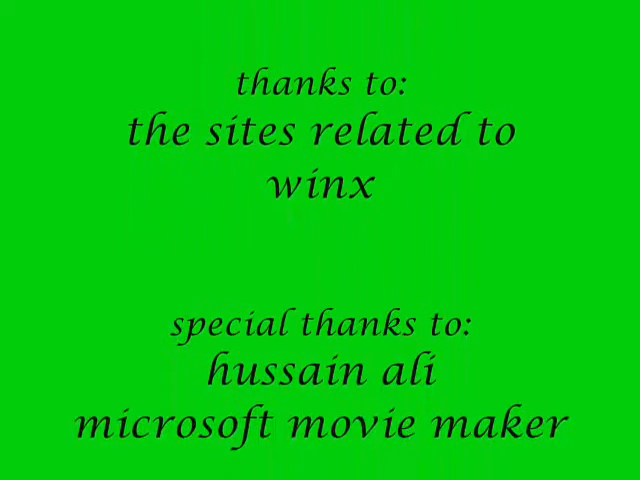 thanks to:
the sites related to
winx
special thanks to:
hussain ali
microsoft movie maker